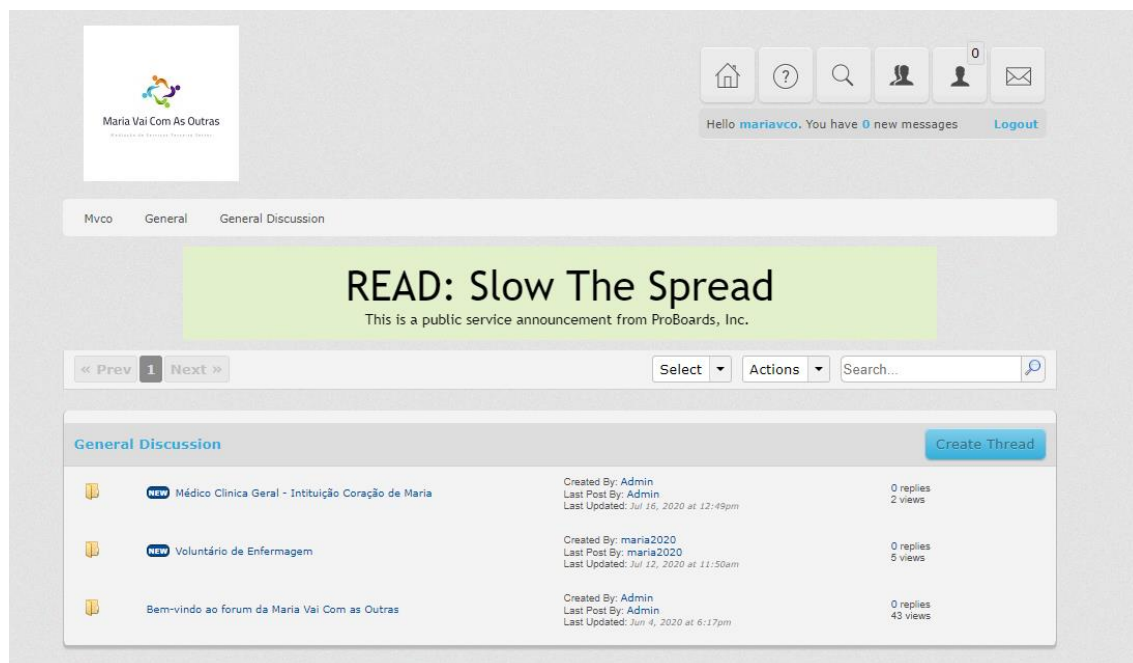 Maria Vai Com As Outras
0
Hello mariavco. You have 0 new messages Logout
Mvco General General Discussion
READ: Slow The Spread
This is a public service announcement from ProBoards, Inc.
« Prev 1 Next » Select Actions Search...
General Discussion Create Thread
NEW Médico Clinica Geral - Intituição Coração de Maria
Created By: Admin
Last Post By: Admin
Last Updated: Jul 16, 2020 at 12:49pm
0 replies
2 views
NEW Voluntário de Enfermagem
Created By: maria2020
Last Post By: maria2020
Last Updated: Jul 12, 2020 at 11:50am
0 replies
5 views
Bem-vindo ao forum da Maria Vai Com as Outras
Created By: Admin
Last Post By: Admin
Last Updated: Jun 4, 2020 at 6:17pm
0 replies
43 views